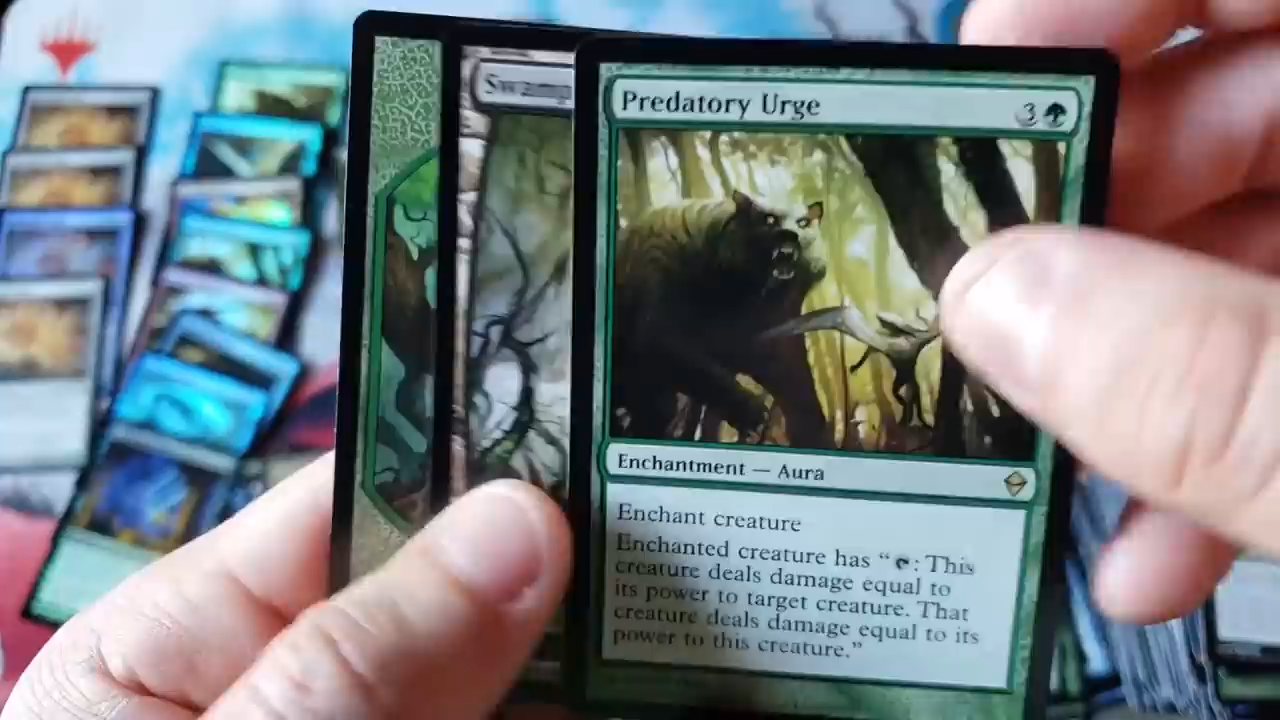 Swamp
Predatory Urge
3
Enchantment — Aura
Enchant creature
Enchanted creature has “: This
creature deals damage equal to
its power to target creature. That
creature deals damage equal to its
power to this creature.”